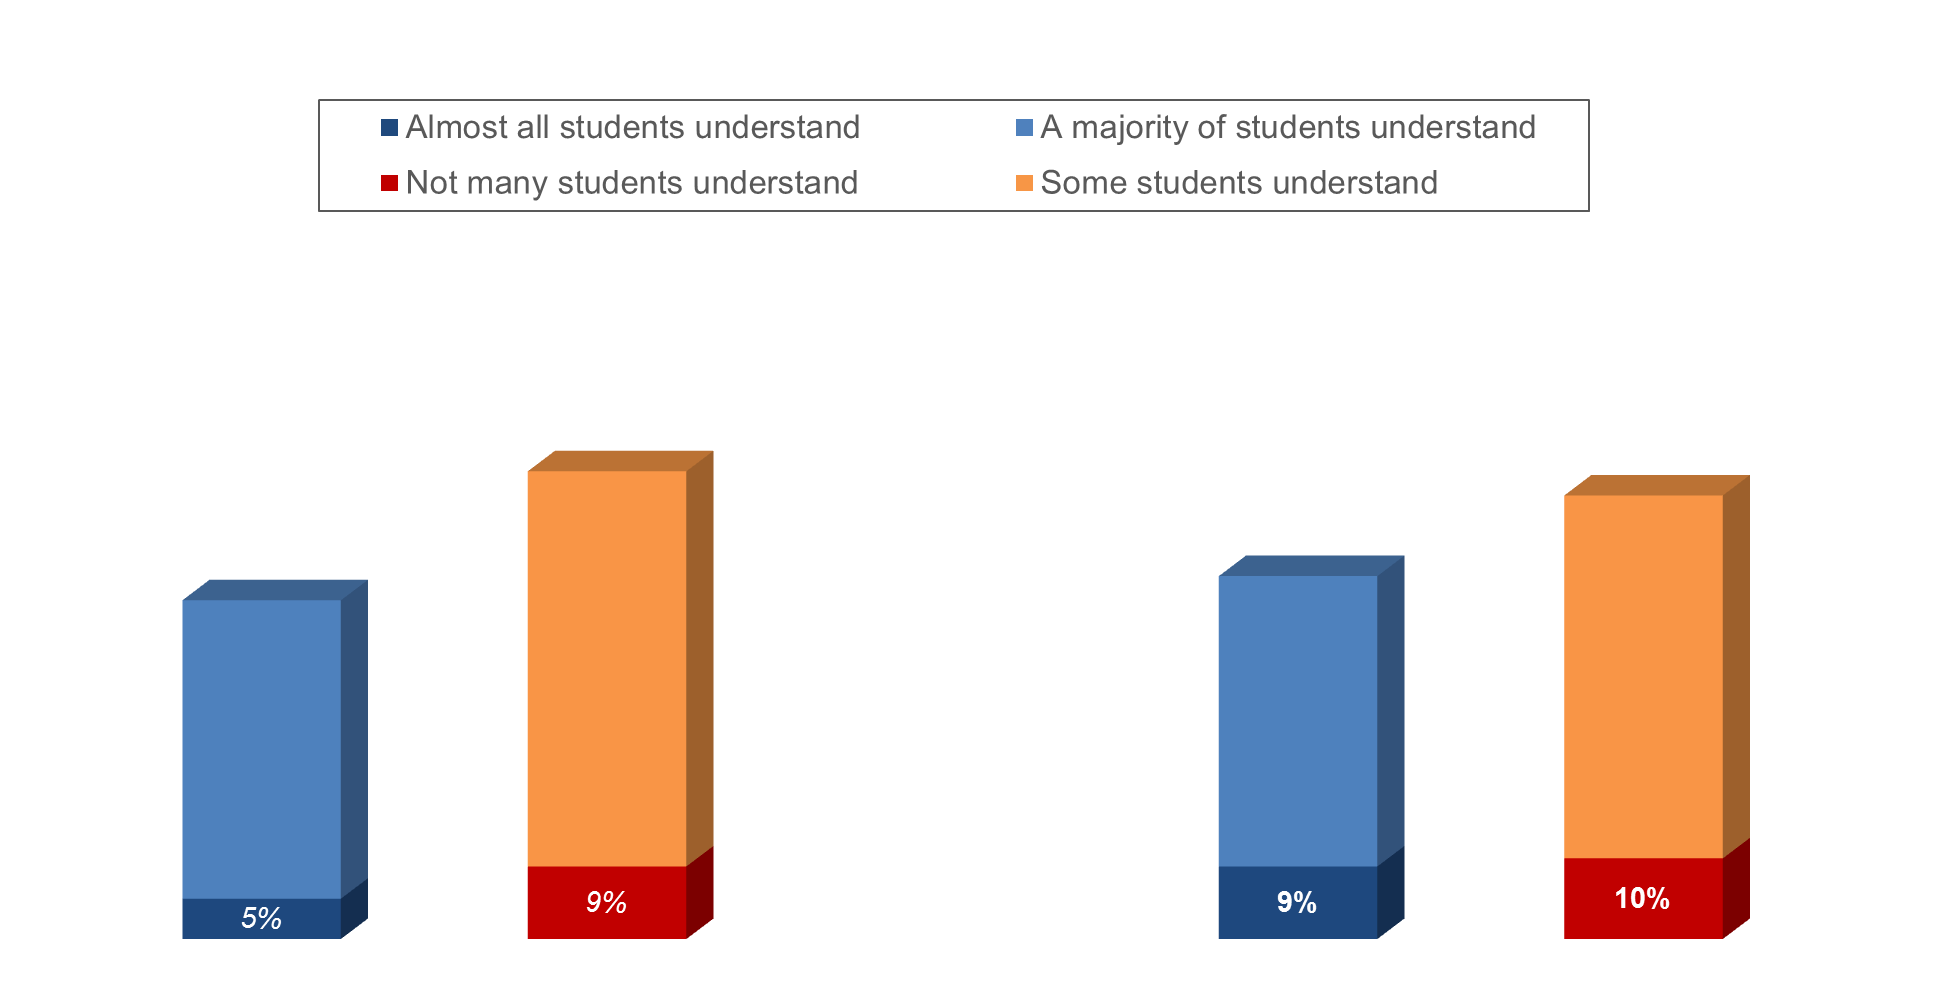 Almost all students understand
A majority of students understand
Not many students understand
Some students understand
5%
9%
9%
10%